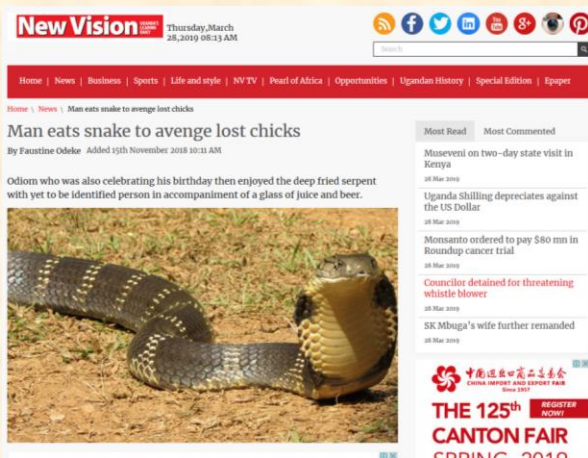 New Vision
UGANDA'S
LEADING
DAILY
Thursday,March
28,2019 08:13 AM
Search
Home | News | Business | Sports | Life and style | NV TV | Pearl of Africa | Opportunities | Ugandan History | Special Edition | Epaper
Home \ News \ Man eats snake to avenge lost chicks
Man eats snake to avenge lost chicks
By Faustine Odeke Added 15th November 2018 10:11 AM
Odiom who was also celebrating his birthday then enjoyed the deep fried serpent
with yet to be identified person in accompaniment of a glass of juice and beer.
Most Read Most Commented
Museveni on two-day state visit in
Kenya
28 Mar 2019
Uganda Shilling depreciates against
the US Dollar
28 Mar 2019
Monsanto ordered to pay $80 mn in
Roundup cancer trial
28 Mar 2019
Councilor detained for threatening
whistle blower
28 Mar 2019
SK Mbuga's wife further remanded
28 Mar 2019
中国进出口商品交易会
CHINA IMPORT AND EXPORT FAIR
Since 1957
THE 125th REGISTER
NOW!
CANTON FAIR
SPRING 2019